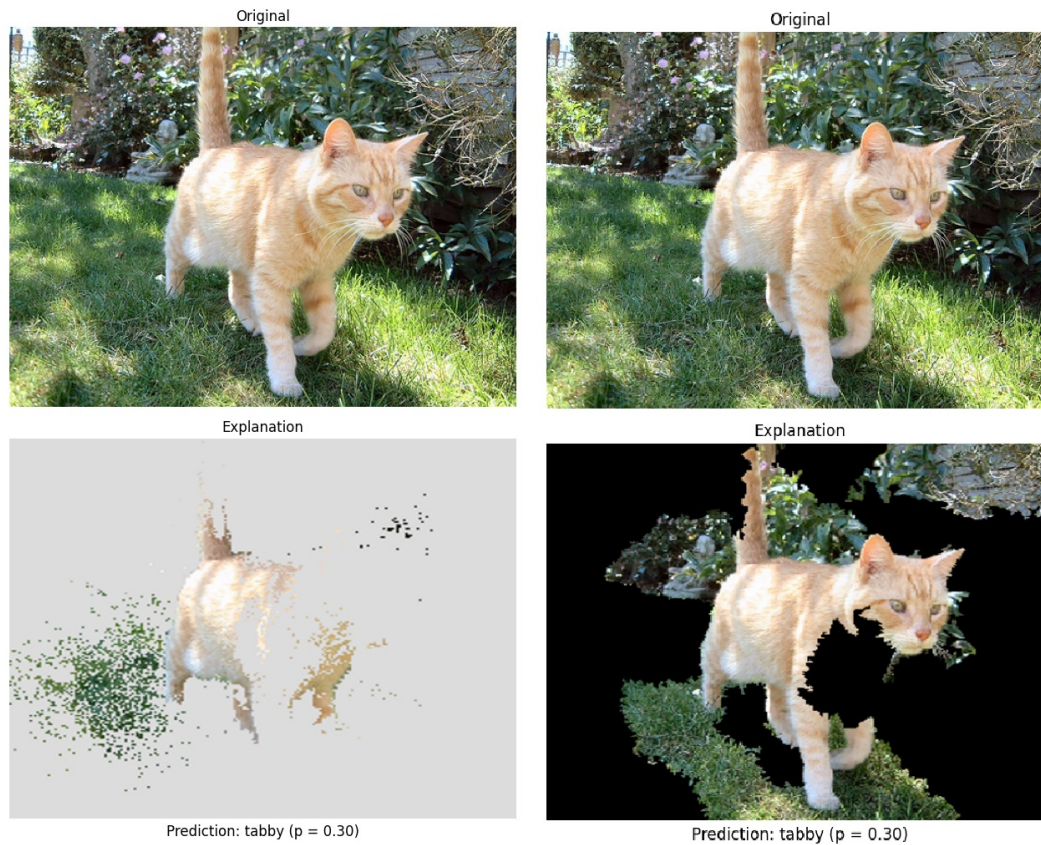 Original
Original
Explanation
Explanation
Prediction: tabby (p = 0.30)
Prediction: tabby (p = 0.30)